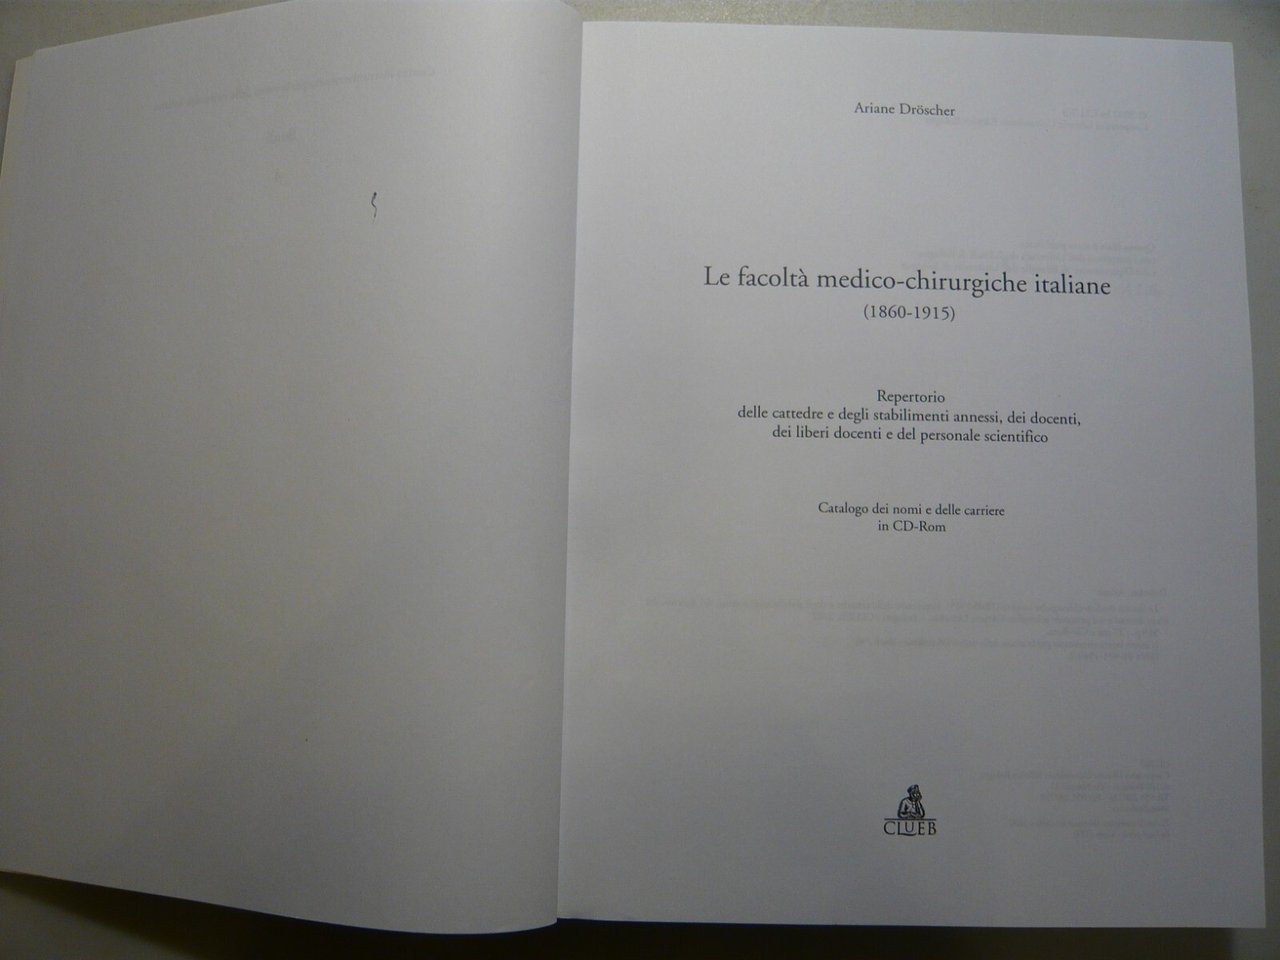 Ariane Dröscher
Le facoltà medico-chirurgiche italiane
(1860-1915)
Repertorio
delle cattedre e degli stabilimenti annessi, dei docenti,
dei liberi docenti e del personale scientifico
Catalogo dei nomi e delle carriere
in CD-Rom
CLUEB